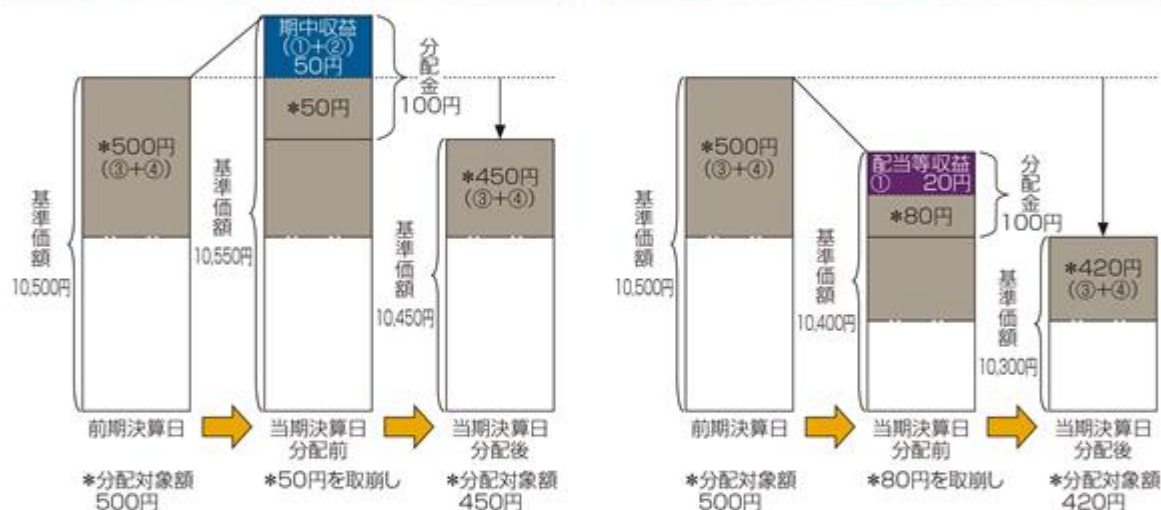 期中収益
(①+②)
50円
*50円
分配金
100円
*500円
(③+④)
*450円
(③+④)
基準価額
10,500円
基準価額
10,550円
基準価額
10,450円
前期決算日
当期決算日
分配前
当期決算日
分配後
*分配対象額
500円
*50円を取崩し
*分配対象額
450円
*500円
(③+④)
配当等収益
① 20円
*80円
分配金
100円
*420円
(③+④)
基準価額
10,500円
基準価額
10,400円
基準価額
10,300円
前期決算日
当期決算日
分配前
当期決算日
分配後
*分配対象額
500円
*80円を取崩し
*分配対象額
420円